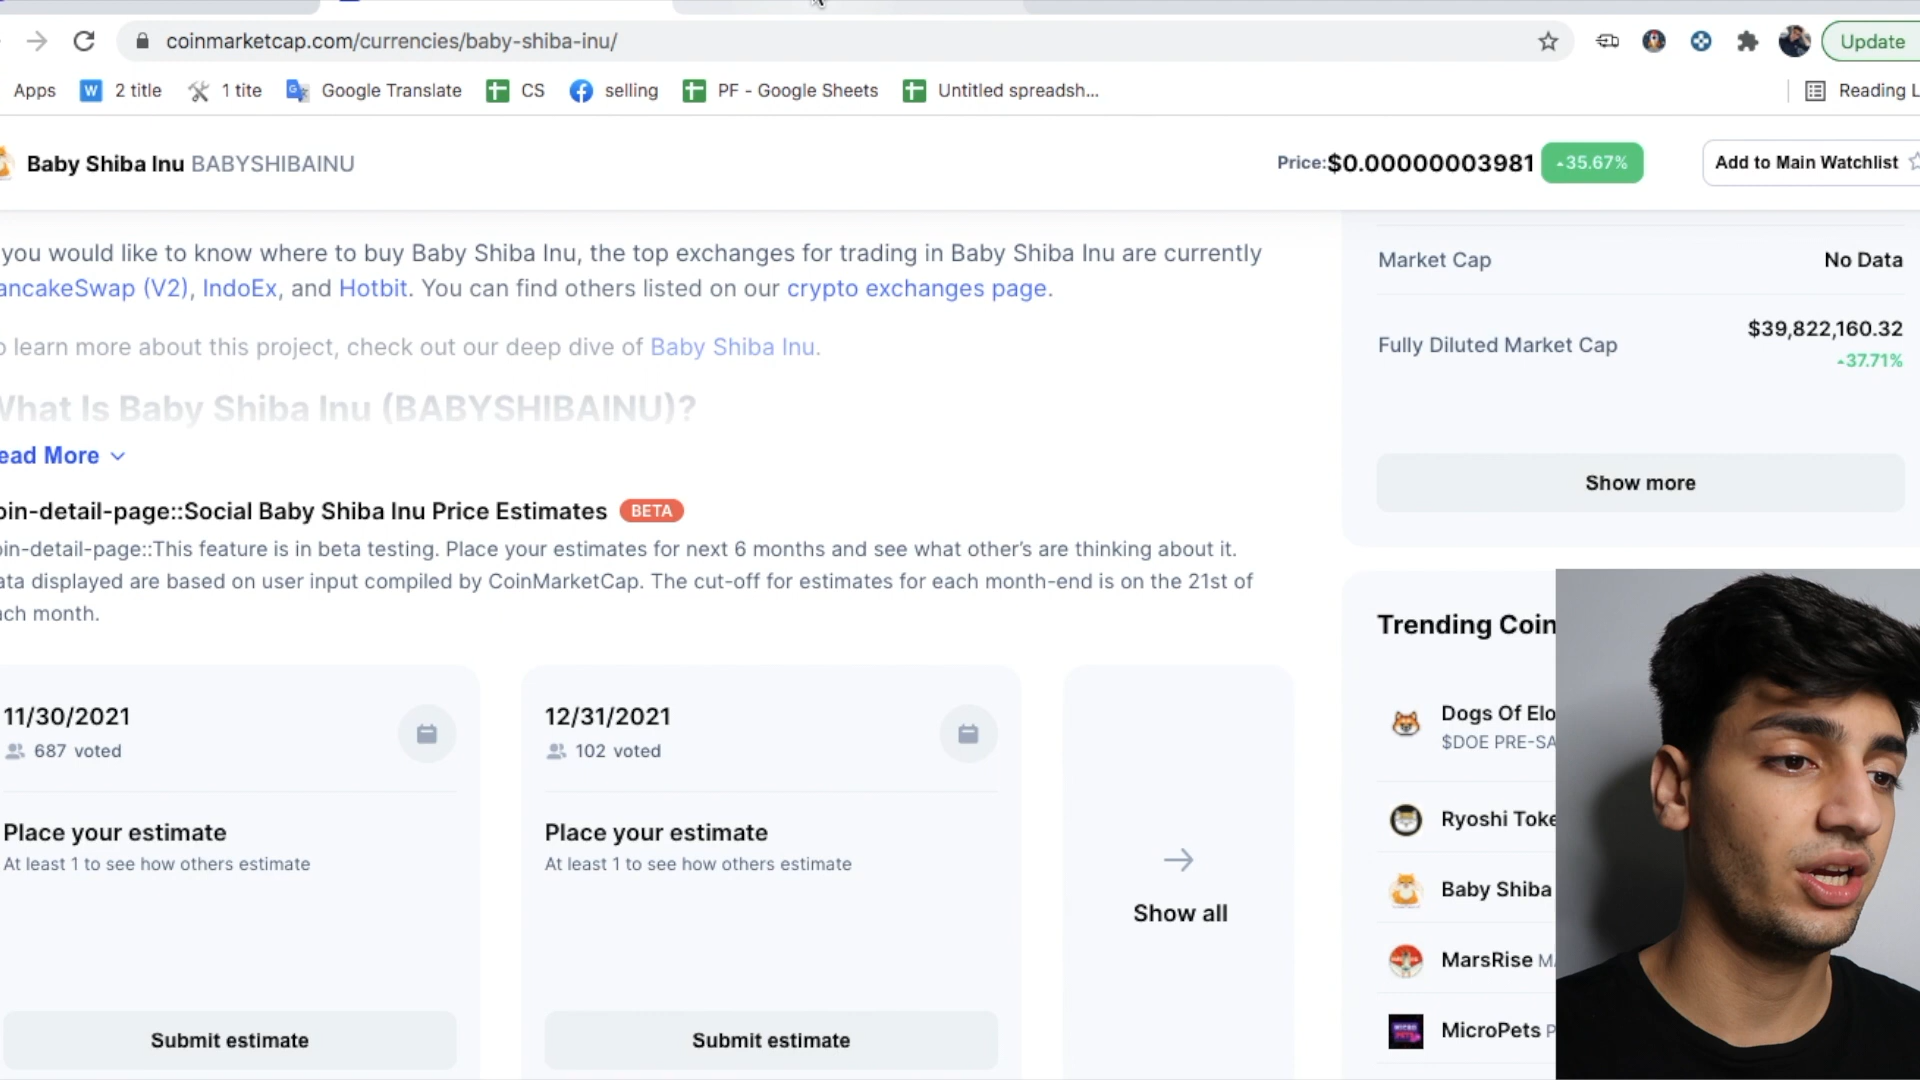 coinmarketcap.com/currencies/baby-shiba-inu/
Update
Apps
2 title
1 tite
Google Translate
CS
selling
PF - Google Sheets
Untitled spreadsh...
Reading L
Baby Shiba Inu BABYSHIBAINU
Price:$0.00000003981
35.67%
Add to Main Watchlist
you would like to know where to buy Baby Shiba Inu, the top exchanges for trading in Baby Shiba Inu are currently
ancakeSwap (V2), IndoEx, and Hotbit. You can find others listed on our crypto exchanges page.
o learn more about this project, check out our deep dive of Baby Shiba Inu.
What Is Baby Shiba Inu (BABYSHIBAINU)?
ead More
oin-detail-page::Social Baby Shiba Inu Price Estimates BETA
oin-detail-page::This feature is in beta testing. Place your estimates for next 6 months and see what other's are thinking about it.
ata displayed are based on user input compiled by CoinMarketCap. The cut-off for estimates for each month-end is on the 21st of
ach month.
11/30/2021
687 voted
Place your estimate
At least 1 to see how others estimate
Submit estimate
12/31/2021
102 voted
Place your estimate
At least 1 to see how others estimate
Submit estimate
Show all
Market Cap
No Data
Fully Diluted Market Cap
$39,822,160.32
37.71%
Show more
Trending Coin
Dogs Of Elo
$DOE PRE-SA
Ryoshi Toke
Baby Shiba
MarsRise M
MicroPets P